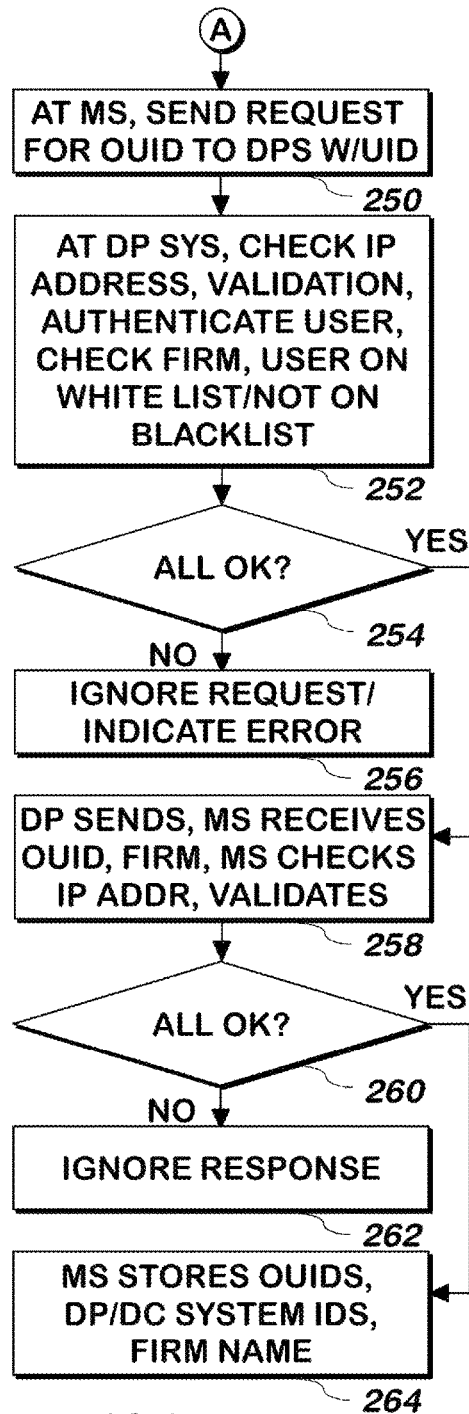 A
AT MS, SEND REQUEST
FOR OUID TO DPS W/UID
250
AT DP SYS, CHECK IP
ADDRESS, VALIDATION,
AUTHENTICATE USER,
CHECK FIRM, USER ON
WHITE LIST/NOT ON
BLACKLIST
252
YES
ALL OK?
254
NO
IGNORE REQUEST/
INDICATE ERROR
256
DP SENDS, MS RECEIVES
OUID, FIRM, MS CHECKS
IP ADDR, VALIDATES
258
YES
ALL OK?
260
NO
IGNORE RESPONSE
262
MS STORES OUIDS,
DP/DC SYSTEM IDS,
FIRM NAME
264